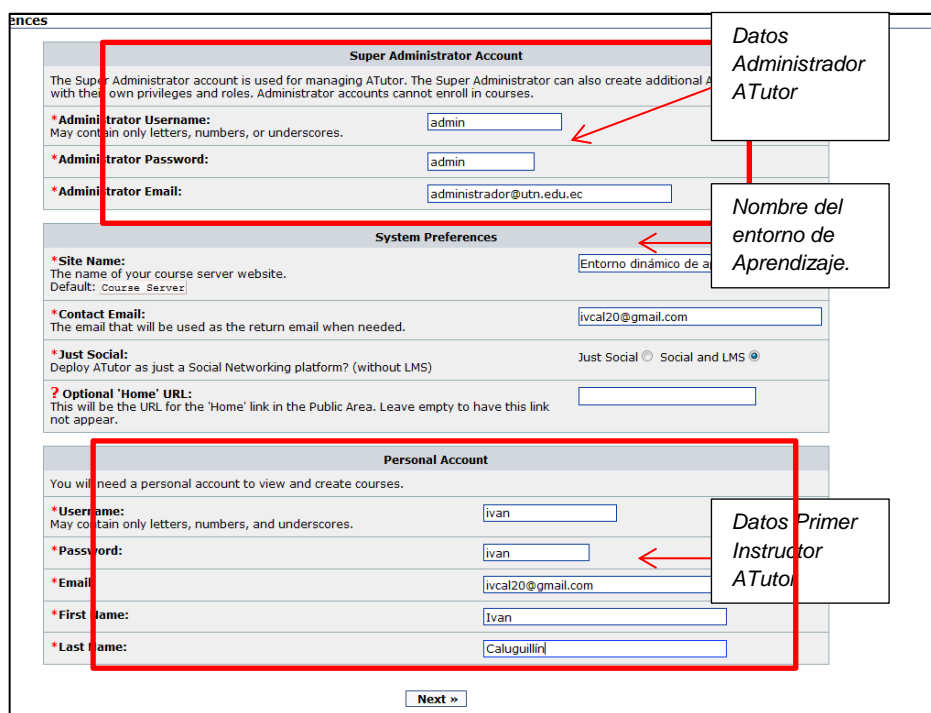 ences
Super Administrator Account
The Super Administrator account is used for managing ATutor. The Super Administrator can also create additional A
with their own privileges and roles. Administrator accounts cannot enroll in courses.
*Administrator Username:
May contain only letters, numbers, or underscores.
admin
*Administrator Password:
admin
*Administrator Email:
administrador@utn.edu.ec
Datos
Administrador
ATutor
System Preferences
*Site Name:
The name of your course server website.
Default: Course Server
Entorno dinámico de ap
Nombre del
entorno de
Aprendizaje.
*Contact Email:
The email that will be used as the return email when needed.
ivcal20@gmail.com
*Just Social:
Deploy ATutor as just a Social Networking platform? (without LMS)
Just Social Social and LMS
? Optional 'Home' URL:
This will be the URL for the 'Home' link in the Public Area. Leave empty to have this link
not appear.
Personal Account
You will need a personal account to view and create courses.
*Username:
May contain only letters, numbers, and underscores.
ivan
*Password:
ivan
*Email
ivcal20@gmail.com
*First Name:
Ivan
*Last Name:
Caluguillín
Datos Primer
Instructor
ATutor
Next »